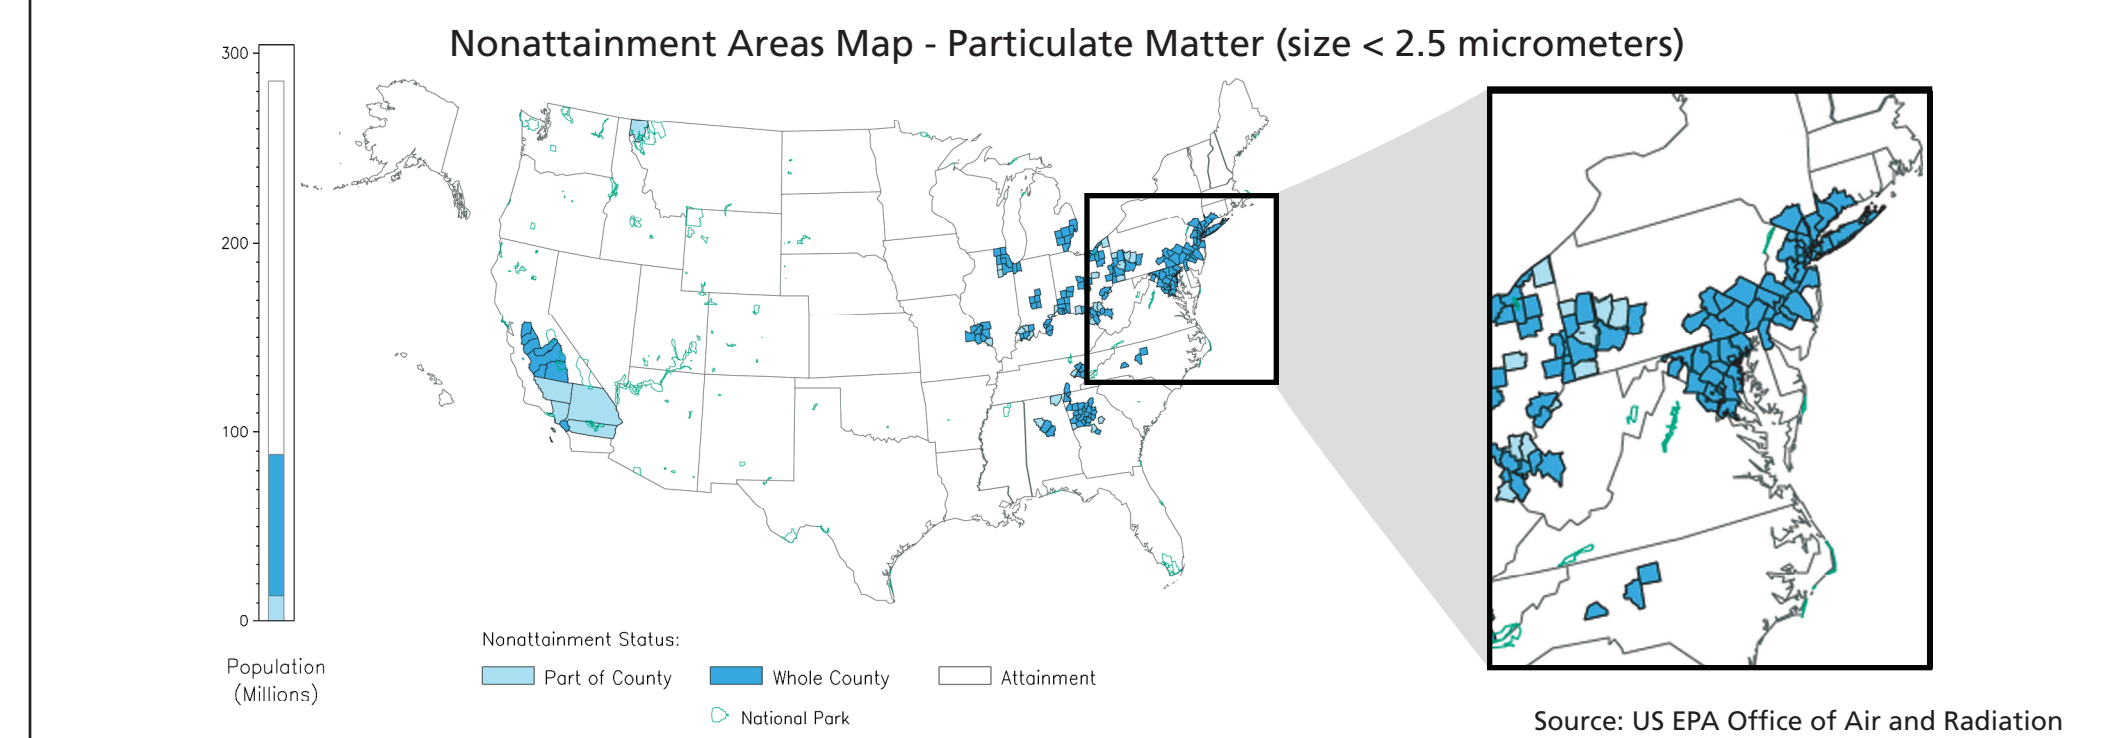 Nonattainment Areas Map - Particulate Matter (size < 2.5 micrometers)
300
200
100
0
Population
(Millions)
Nonattainment Status:
Part of County
Whole County
Attainment
National Park
Source: US EPA Office of Air and Radiation